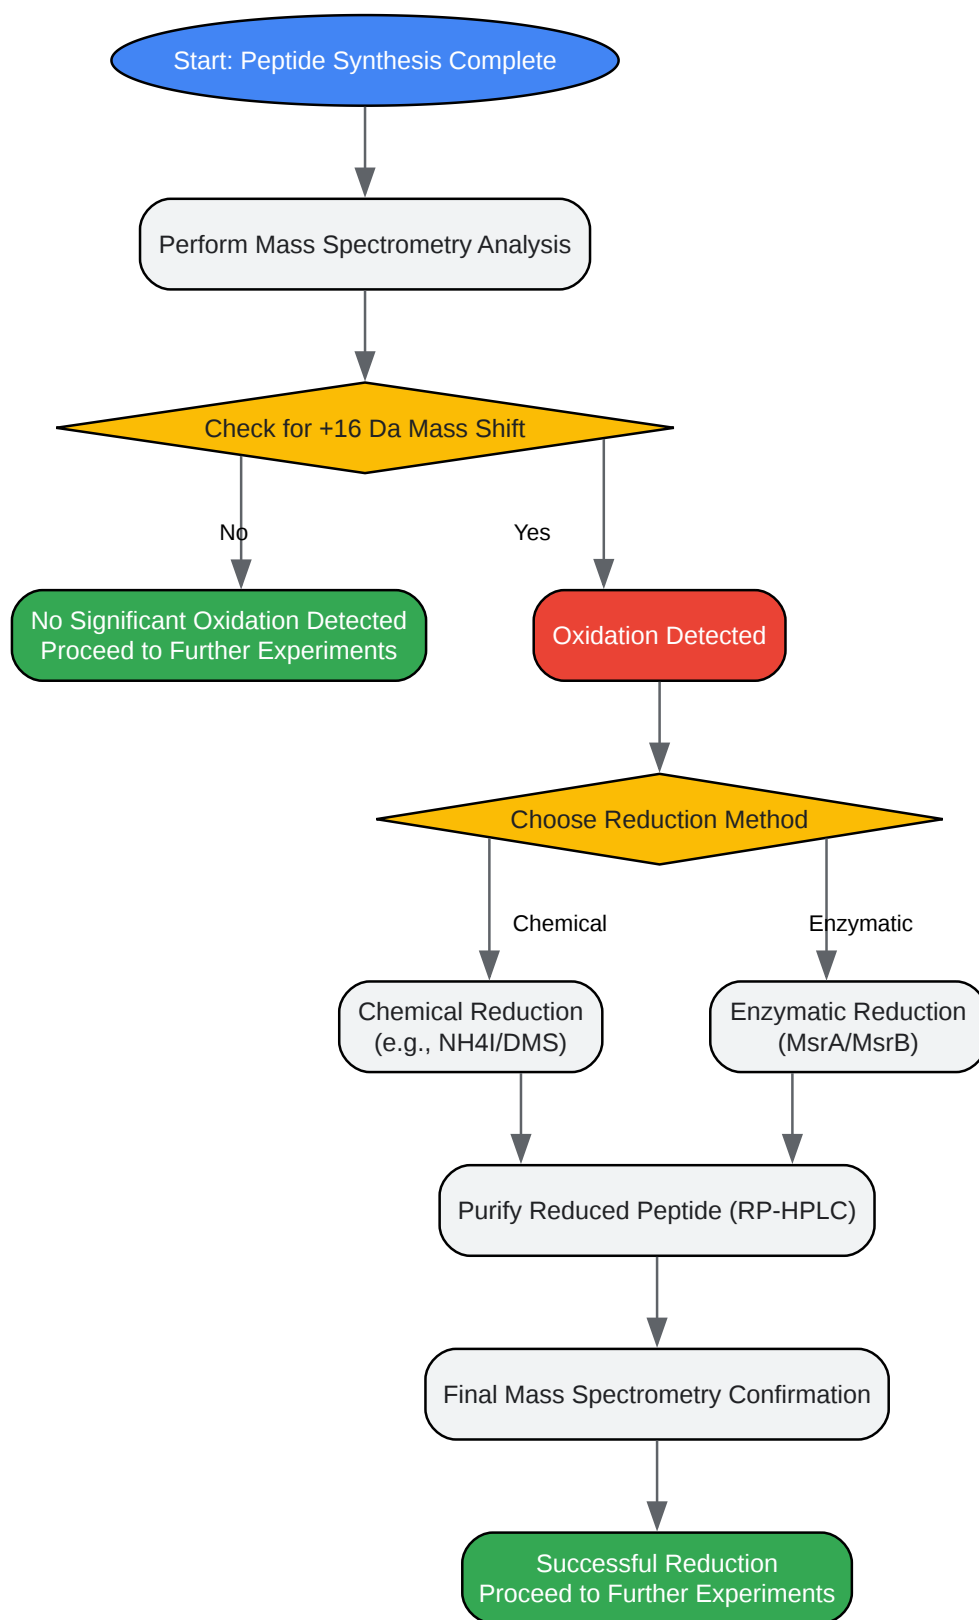 Start: Peptide Synthesis Complete
Perform Mass Spectrometry Analysis
Check for +16 Da Mass Shift
No
Yes
No Significant Oxidation Detected
Proceed to Further Experiments
Oxidation Detected
Choose Reduction Method
Chemical
Enzymatic
Chemical Reduction
(e.g., NH4I/DMS)
Enzymatic Reduction
(MsrA/MsrB)
Purify Reduced Peptide (RP-HPLC)
Final Mass Spectrometry Confirmation
Successful Reduction
Proceed to Further Experiments